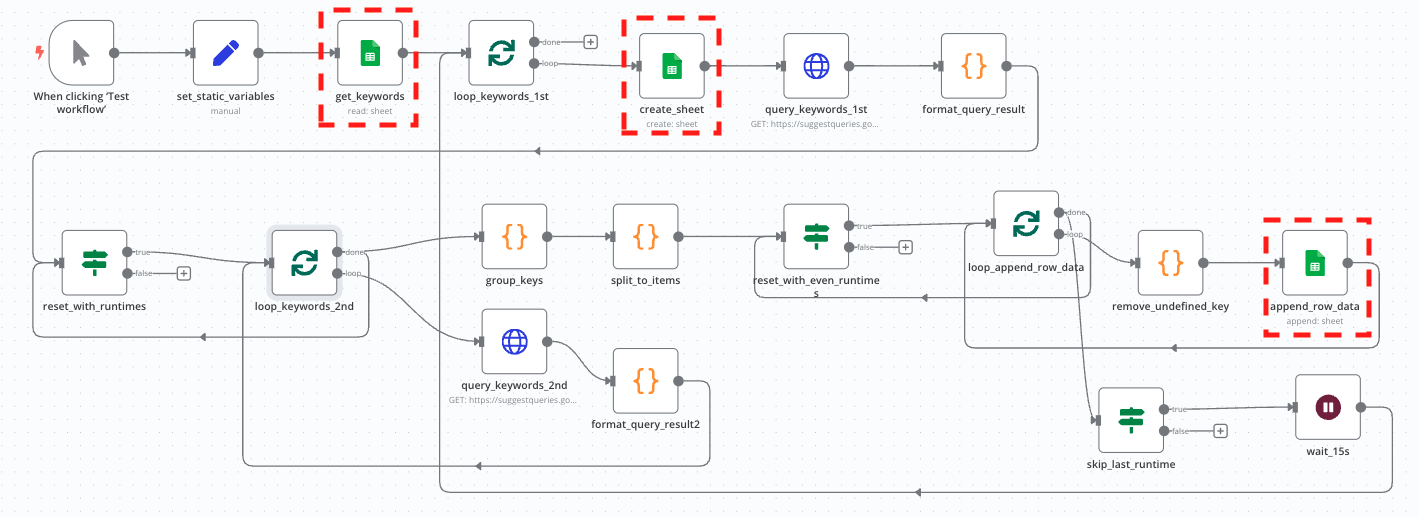 When clicking ‘Test
workflow’
set_static_variables
manual
get_keywords
read: sheet
loop_keywords_1st
done
loop
create_sheet
create: sheet
query_keywords_1st
GET: https://suggestqueries.go...
format_query_result
reset_with_runtimes
true
false
loop_keywords_2nd
done
loop
group_keys
split_to_items
reset_with_even_runtime
s
true
false
loop_append_row_data
done
loop
remove_undefined_key
append_row_data
append: sheet
query_keywords_2nd
GET: https://suggestqueries.go...
format_query_result2
skip_last_runtime
true
false
wait_15s